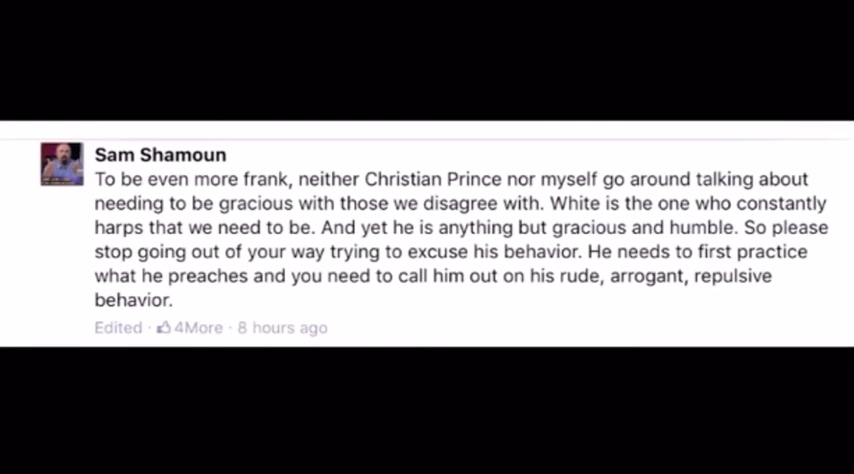 Sam Shamoun
To be even more frank, neither Christian Prince nor myself go around talking about
needing to be gracious with those we disagree with. White is the one who constantly
harps that we need to be. And yet he is anything but gracious and humble. So please
stop going out of your way trying to excuse his behavior. He needs to first practice
what he preaches and you need to call him out on his rude, arrogant, repulsive
behavior.
Edited · 4More · 8 hours ago